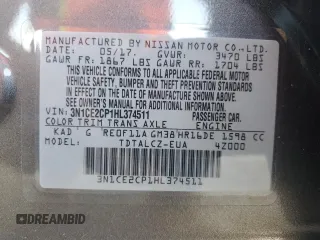 MANUFACTURED BY NISSAN MOTOR CO., LTD.
DATE: 05/17. GVWR: 3470 LBS
GAWR FR: 1867 LBS GAWR RR: 1704 LBS
THIS VEHICLE CONFORMS TO ALL APPLICABLE
FEDERAL MOTOR VEHICLE SAFETY,
BUMPER, AND THEFT PREVENTION STANDARDS
IN EFFECT ON THE DATE OF MANUFACTURE
SHOWN ABOVE.
SEE OWNER'S MANUAL FOR ADDITIONAL INFORMATION
VIN: 3N1CE2CP1HL374511 PASSENGER CAR.
COLOR TRIM TRANS AXLE ENGINE
KAD G RE0F11A GM38 HR16DE 1598 CC
MODEL: TDTALCZ-EUA 4Z000
3N1CE2CP1HL374511
DREAMBID